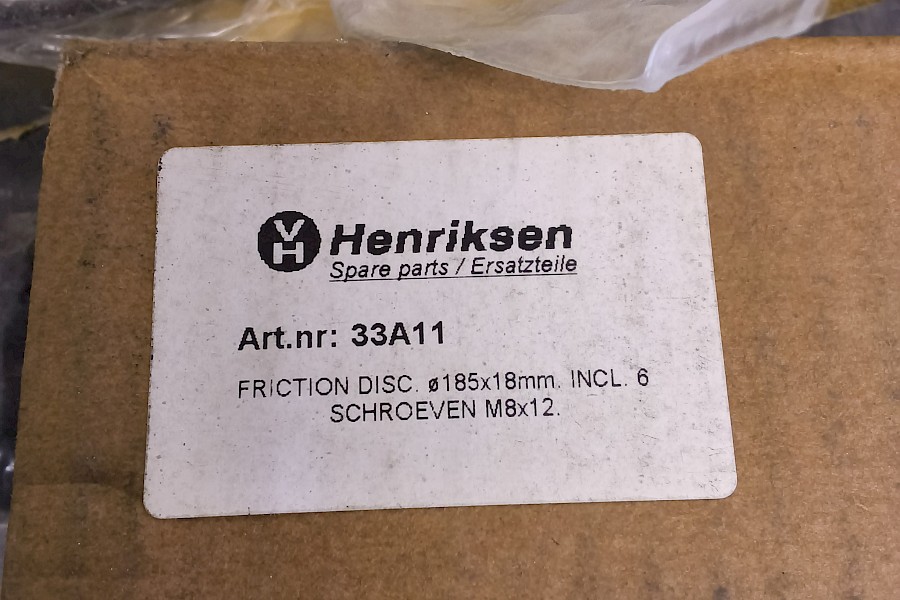 VH Henriksen
Spare parts / Ersatzteile
Art.nr: 33A11
FRICTION DISC. ø185x18mm. INCL. 6
SCHROEVEN M8x12.